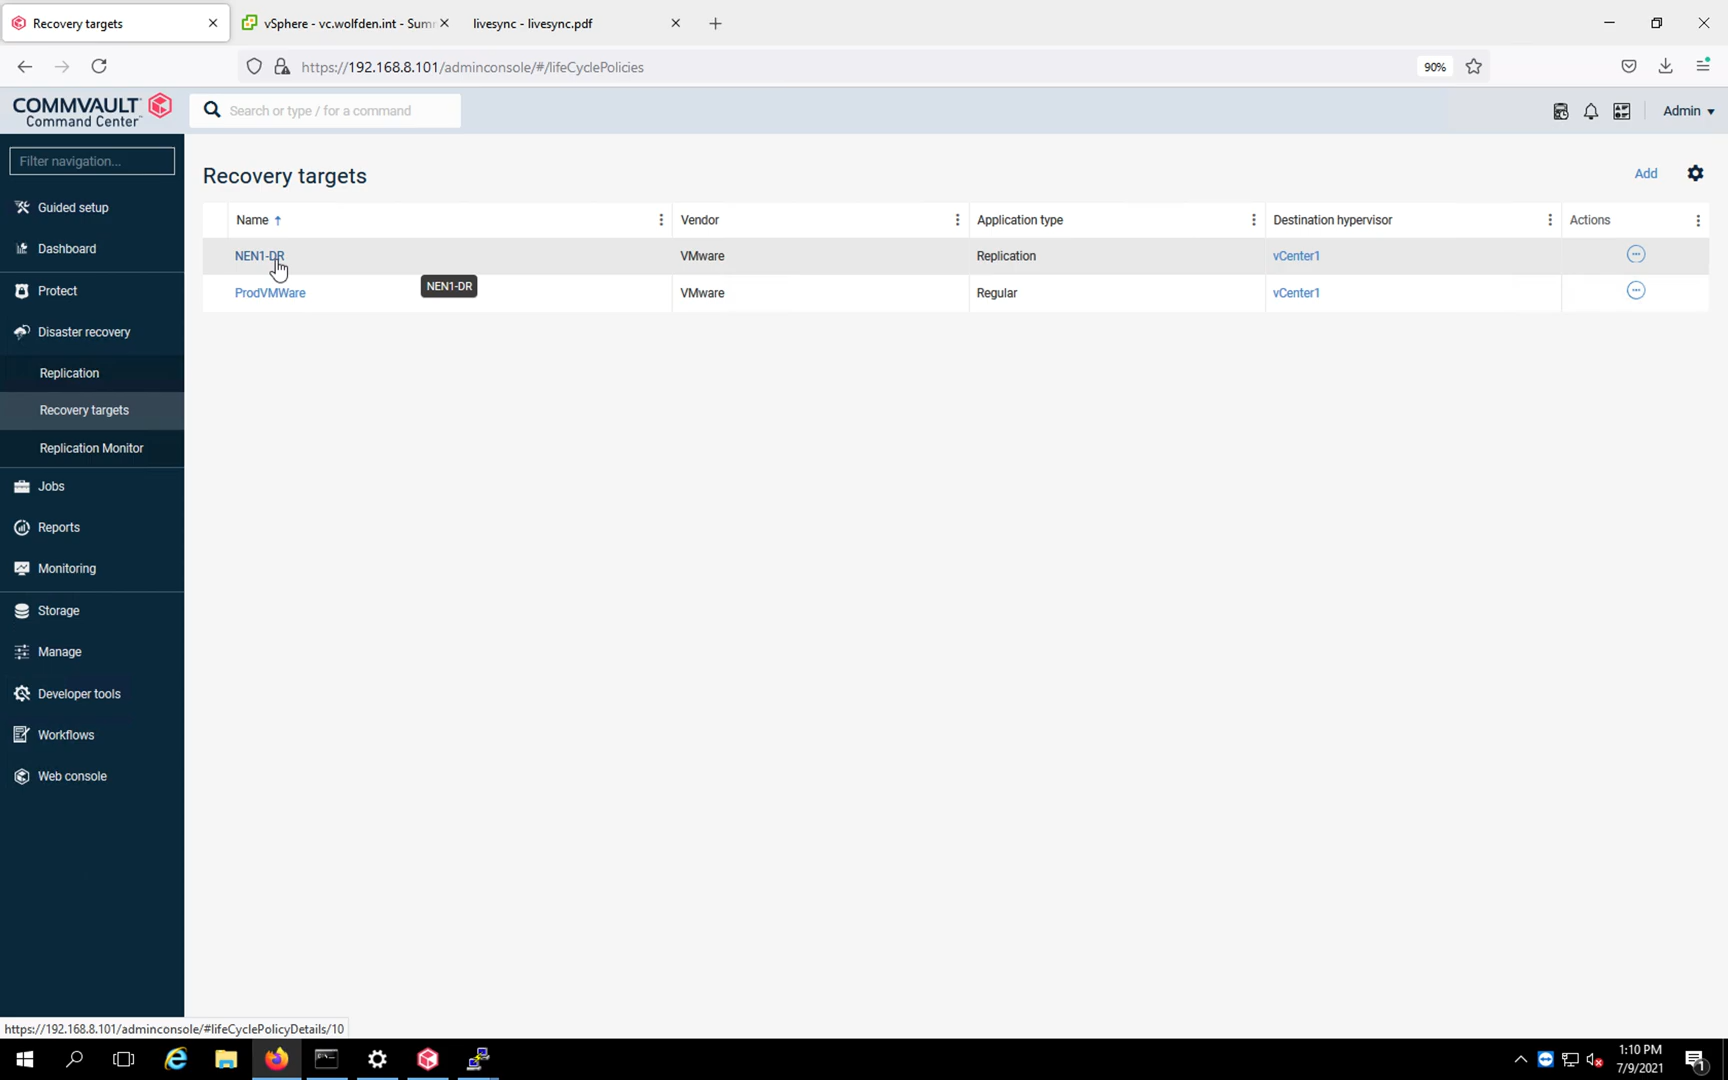 Recovery targets
vSphere - vc.wolfden.int - Sum
livesync - livesync.pdf
https://192.168.8.101/adminconsole/#/lifeCyclePolicies
90%
COMMVAULT
Command Center™
Search or type / for a command
Admin
Filter navigation...
Guided setup
Dashboard
Protect
Disaster recovery
Replication
Recovery targets
Replication Monitor
Jobs
Reports
Monitoring
Storage
Manage
Developer tools
Workflows
Web console
Recovery targets
Add
Name Vendor Application type Destination hypervisor Actions
NEN1-DR VMware Replication vCenter1
NEN1-DR
ProdVMWare VMware Regular vCenter1
https://192.168.8.101/adminconsole/#lifeCyclePolicyDetails/10
1:10 PM
7/9/2021
1